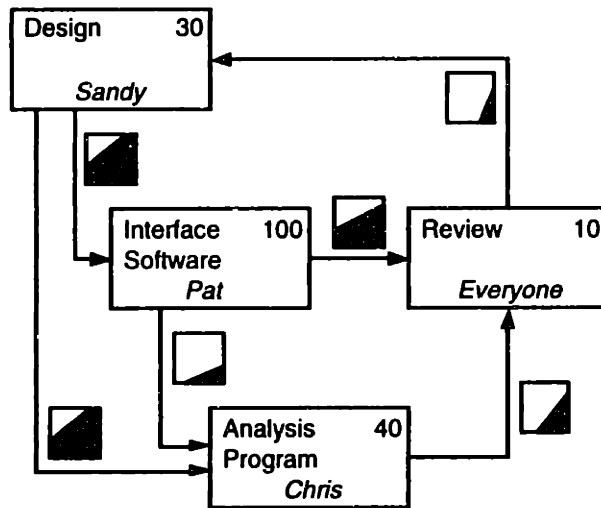 Design 30
Sandy
Interface 100
Software
Pat
Review 10
Everyone
Analysis 40
Program
Chris